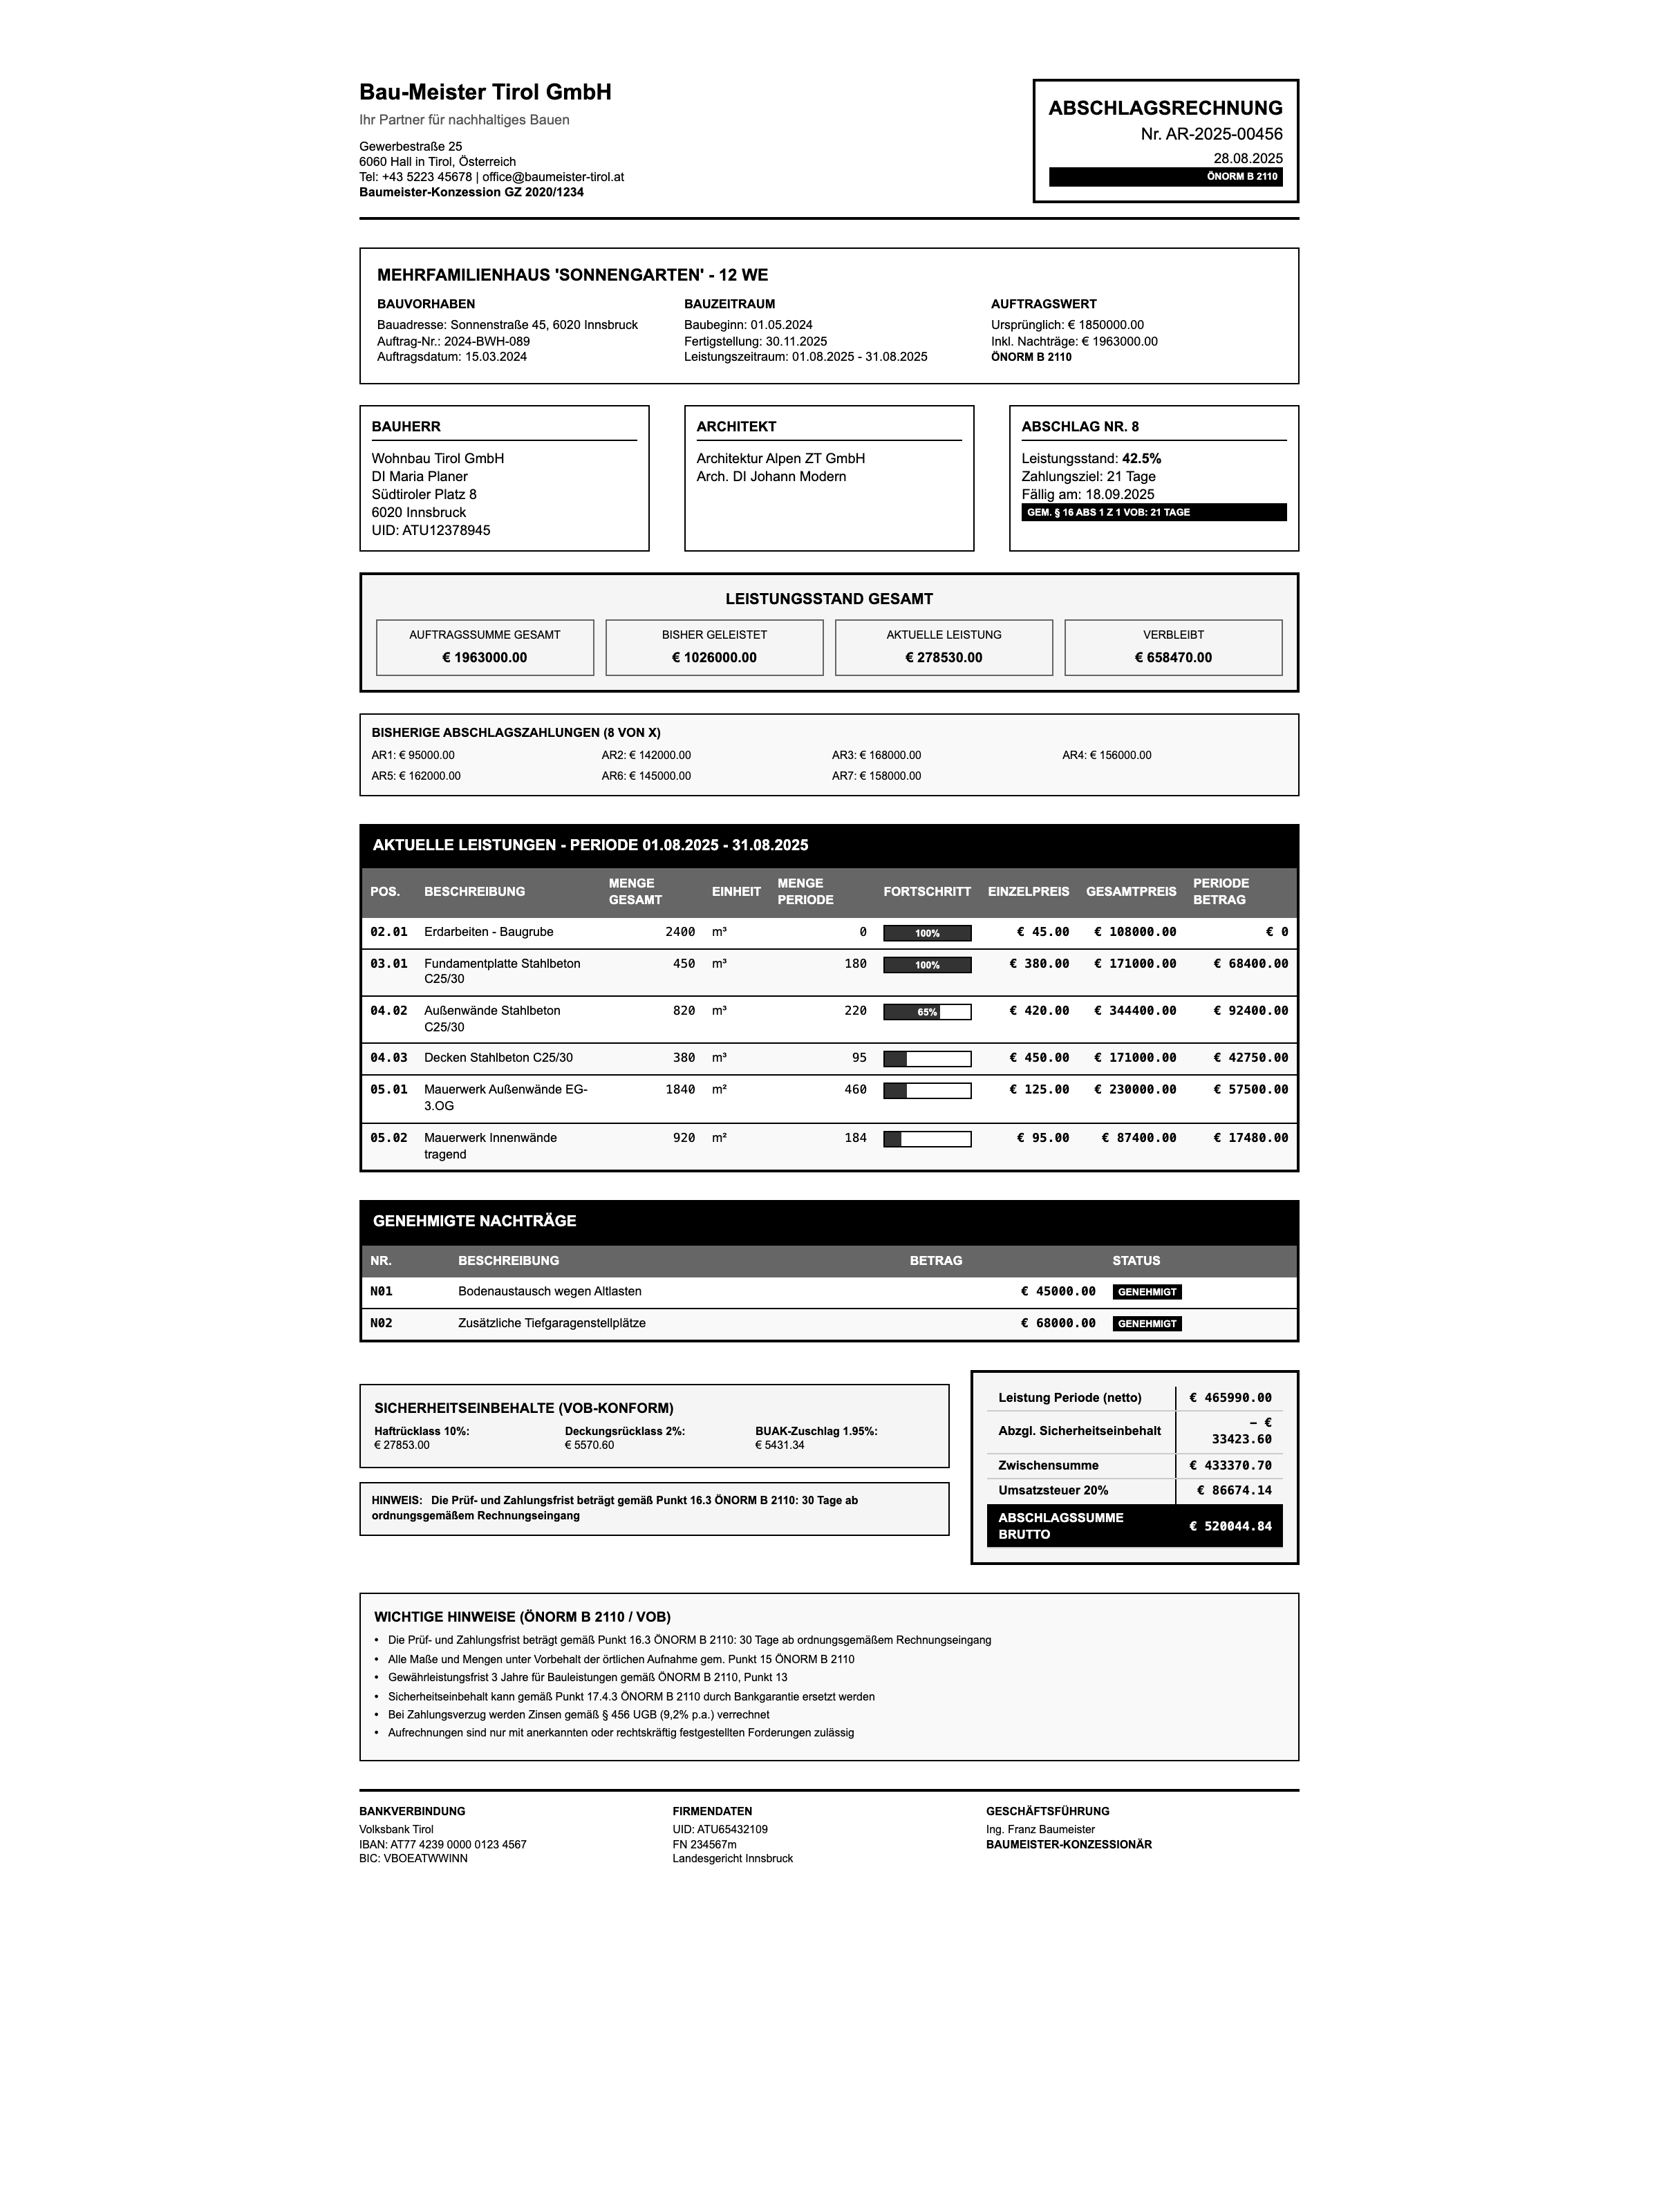 Bau-Meister Tirol GmbH
Ihr Partner für nachhaltiges Bauen
Gewerbestraße 25
6060 Hall in Tirol, Österreich
Tel: +43 5223 45678 | office@baumeister-tirol.at
Baumeister-Konzession GZ 2020/1234
ABSCHLAGSRECHNUNG
Nr. AR-2025-00456
28.08.2025
ÖNORM B 2110
MEHRFAMILIENHAUS 'SONNENGARTEN' - 12 WE
BAUVORHABEN
Bauadresse: Sonnenstraße 45, 6020 Innsbruck
Auftrag-Nr.: 2024-BWH-089
Auftragsdatum: 15.03.2024
BAUZEITRAUM
Baubeginn: 01.05.2024
Fertigstellung: 30.11.2025
Leistungszeitraum: 01.08.2025 - 31.08.2025
AUFTRAGSWERT
Ursprünglich: € 1850000.00
Inkl. Nachträge: € 1963000.00
ÖNORM B 2110
BAUHERR
Wohnbau Tirol GmbH
DI Maria Planer
Südtiroler Platz 8
6020 Innsbruck
UID: ATU12378945
ARCHITEKT
Architektur Alpen ZT GmbH
Arch. DI Johann Modern
ABSCHLAG NR. 8
Leistungsstand: 42.5%
Zahlungsziel: 21 Tage
Fällig am: 18.09.2025
GEM. § 16 ABS 1 Z 1 VOB: 21 TAGE
LEISTUNGSSTAND GESAMT
AUFTRAGSSUMME GESAMT
€ 1963000.00
BISHER GELEISTET
€ 1026000.00
AKTUELLE LEISTUNG
€ 278530.00
VERBLEIBT
€ 658470.00
BISHERIGE ABSCHLAGSZAHLUNGEN (8 VON X)
AR1: € 95000.00 AR2: € 142000.00 AR3: € 168000.00 AR4: € 156000.00
AR5: € 162000.00 AR6: € 145000.00 AR7: € 158000.00
AKTUELLE LEISTUNGEN - PERIODE 01.08.2025 - 31.08.2025
POS. BESCHREIBUNG MENGE GESAMT EINHEIT MENGE PERIODE FORTSCHRITT EINZELPREIS GESAMTPREIS PERIODE BETRAG
02.01 Erdarbeiten - Baugrube 2400 m³ 0 100% € 45.00 € 108000.00 € 0
03.01 Fundamentplatte Stahlbeton C25/30 450 m³ 180 100% € 380.00 € 171000.00 € 68400.00
04.02 Außenwände Stahlbeton C25/30 820 m³ 220 65% € 420.00 € 344400.00 € 92400.00
04.03 Decken Stahlbeton C25/30 380 m³ 95 € 450.00 € 171000.00 € 42750.00
05.01 Mauerwerk Außenwände EG-3.OG 1840 m² 460 € 125.00 € 230000.00 € 57500.00
05.02 Mauerwerk Innenwände tragend 920 m² 184 € 95.00 € 87400.00 € 17480.00
GENEHMIGTE NACHTRÄGE
NR. BESCHREIBUNG BETRAG STATUS
N01 Bodenaustausch wegen Altlasten € 45000.00 GENEHMIGT
N02 Zusätzliche Tiefgaragenstellplätze € 68000.00 GENEHMIGT
SICHERHEITSEINBEHALTE (VOB-KONFORM)
Haftrücklass 10%: Deckungsrücklass 2%: BUAK-Zuschlag 1.95%:
€ 27853.00 € 5570.60 € 5431.34
HINWEIS: Die Prüf- und Zahlungsfrist beträgt gemäß Punkt 16.3 ÖNORM B 2110: 30 Tage ab
ordnungsgemäßem Rechnungseingang
Leistung Periode (netto) € 465990.00
Abzgl. Sicherheitseinbehalt – € 33423.60
Zwischensumme € 433370.70
Umsatzsteuer 20% € 86674.14
ABSCHLAGSSUMME BRUTTO € 520044.84
WICHTIGE HINWEISE (ÖNORM B 2110 / VOB)
• Die Prüf- und Zahlungsfrist beträgt gemäß Punkt 16.3 ÖNORM B 2110: 30 Tage ab ordnungsgemäßem Rechnungseingang
• Alle Maße und Mengen unter Vorbehalt der örtlichen Aufnahme gem. Punkt 15 ÖNORM B 2110
• Gewährleistungsfrist 3 Jahre für Bauleistungen gemäß ÖNORM B 2110, Punkt 13
• Sicherheitseinbehalt kann gemäß Punkt 17.4.3 ÖNORM B 2110 durch Bankgarantie ersetzt werden
• Bei Zahlungsverzug werden Zinsen gemäß § 456 UGB (9,2% p.a.) verrechnet
• Aufrechnungen sind nur mit anerkannten oder rechtskräftig festgestellten Forderungen zulässig
BANKVERBINDUNG
Volksbank Tirol
IBAN: AT77 4239 0000 0123 4567
BIC: VBOEATWWINN
FIRMENDATEN
UID: ATU65432109
FN 234567m
Landesgericht Innsbruck
GESCHÄFTSFÜHRUNG
Ing. Franz Baumeister
BAUMEISTER-KONZESSIONÄR